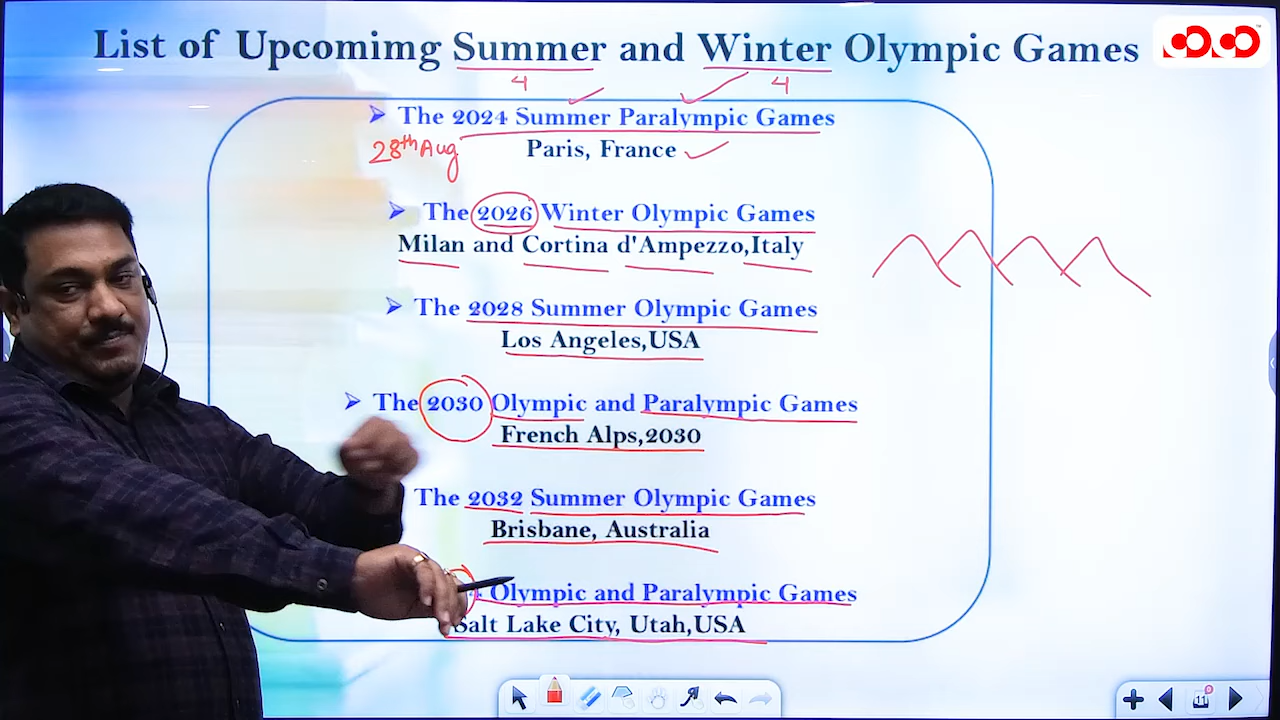 List of Upcomimg Summer and Winter Olympic Games
4 4
The 2024 Summer Paralympic Games
28th Aug
Paris, France
The 2026 Winter Olympic Games
Milan and Cortina d'Ampezzo,Italy
The 2028 Summer Olympic Games
Los Angeles,USA
The 2030 Olympic and Paralympic Games
French Alps,2030
The 2032 Summer Olympic Games
Brisbane, Australia
Olympic and Paralympic Games
Salt Lake City, Utah,USA
11